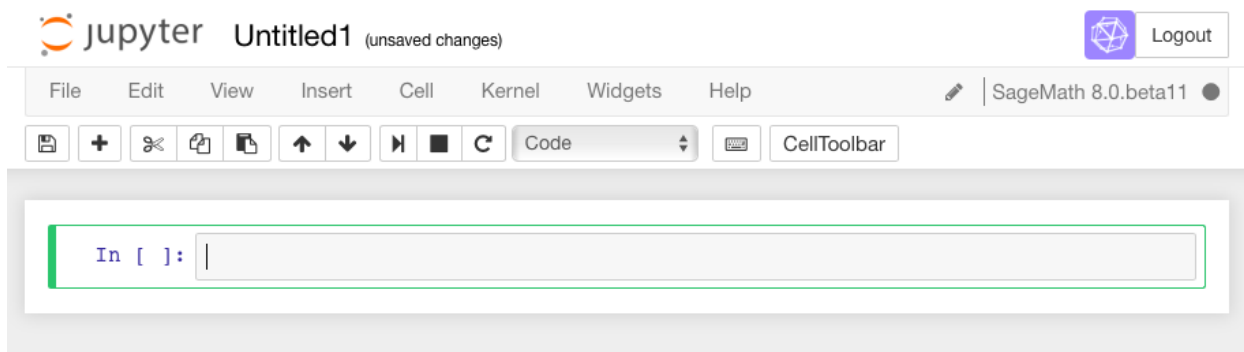 jupyter Untitled1 (unsaved changes) Logout
File Edit View Insert Cell Kernel Widgets Help SageMath 8.0.beta11
Code CellToolbar
In [ ]: